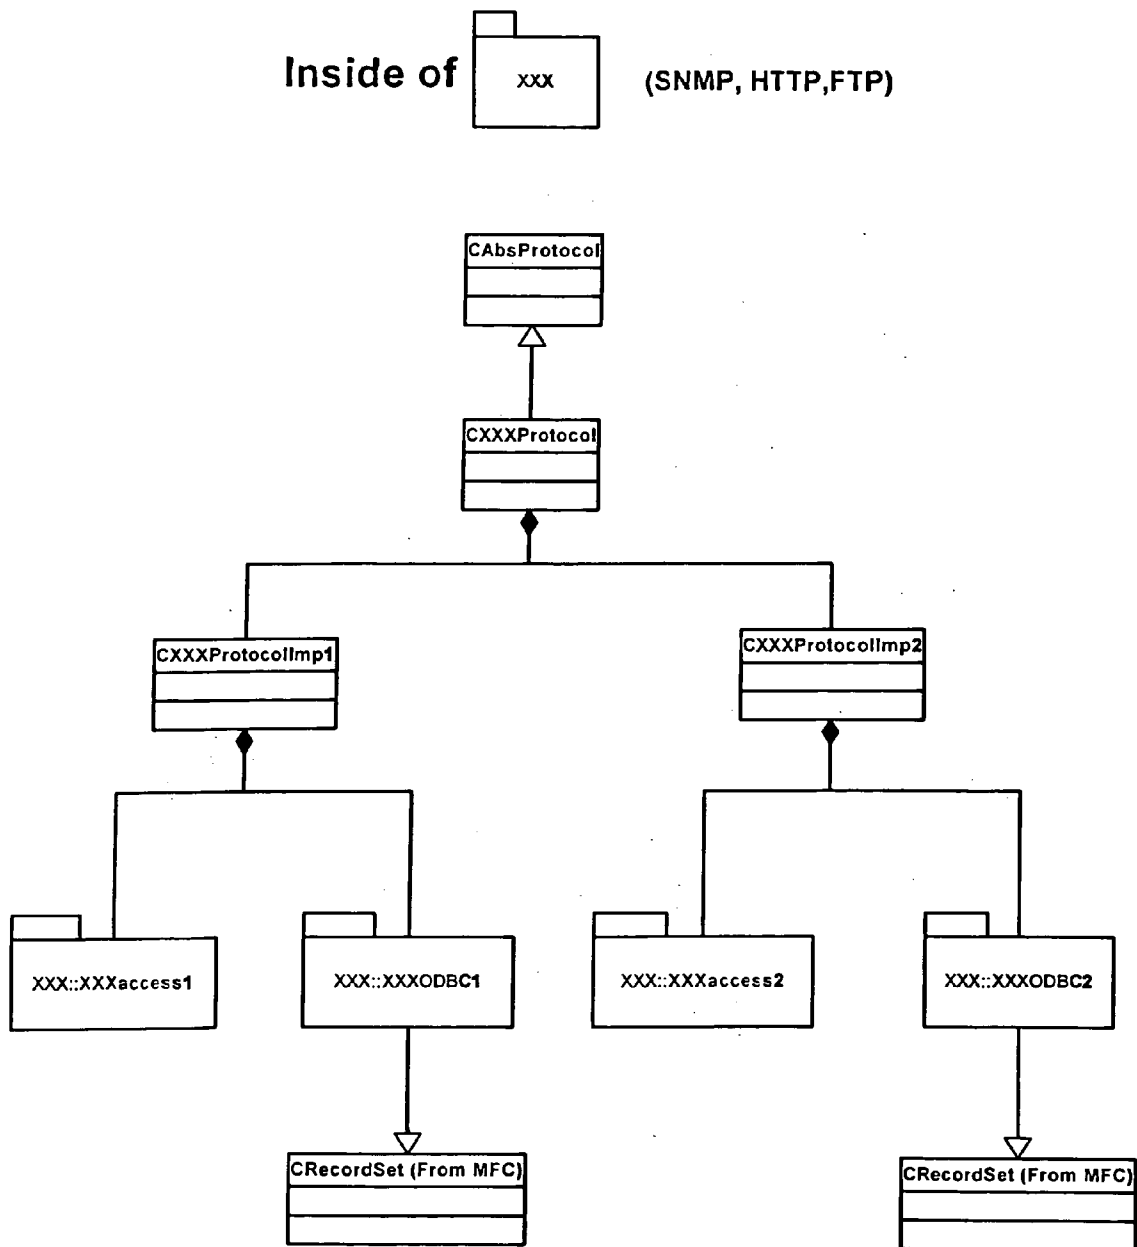 Inside of
XXX
(SNMP, HTTP,FTP)
CAbsProtocol
CXXXProtocol
CXXXProtocolImp1
CXXXProtocolImp2
XXX::XXXaccess1
XXX::XXXODBC1
XXX::XXXaccess2
XXX::XXXODBC2
CRecordSet (From MFC)
CRecordSet (From MFC)